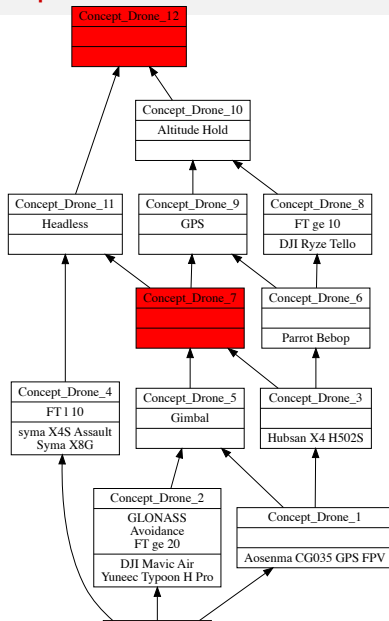 Concept_Drone_12
Concept_Drone_10
Altitude Hold
Concept_Drone_11
Headless
Concept_Drone_9
GPS
Concept_Drone_8
FT ge 10
DJI Ryze Tello
Concept_Drone_7
Concept_Drone_6
Parrot Bebop
Concept_Drone_4
FT l 10
syma X4S Assault
Syma X8G
Concept_Drone_5
Gimbal
Concept_Drone_3
Hubsan X4 H502S
Concept_Drone_2
GLONASS
Avoidance
FT ge 20
DJI Mavic Air
Yuneec Typoon H Pro
Concept_Drone_1
Aosenma CG035 GPS FPV